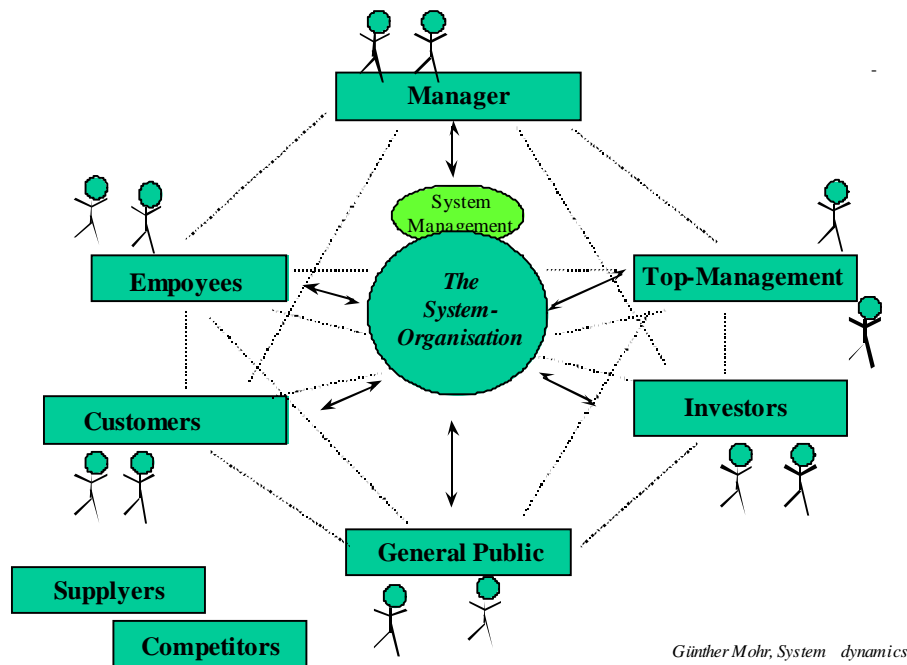 -
Manager
System
Management
Empoyees
The
System-
Organisation
Top-Management
Customers
Investors
General Public
Supplyers
Competitors
Günther Mohr, System dynamics